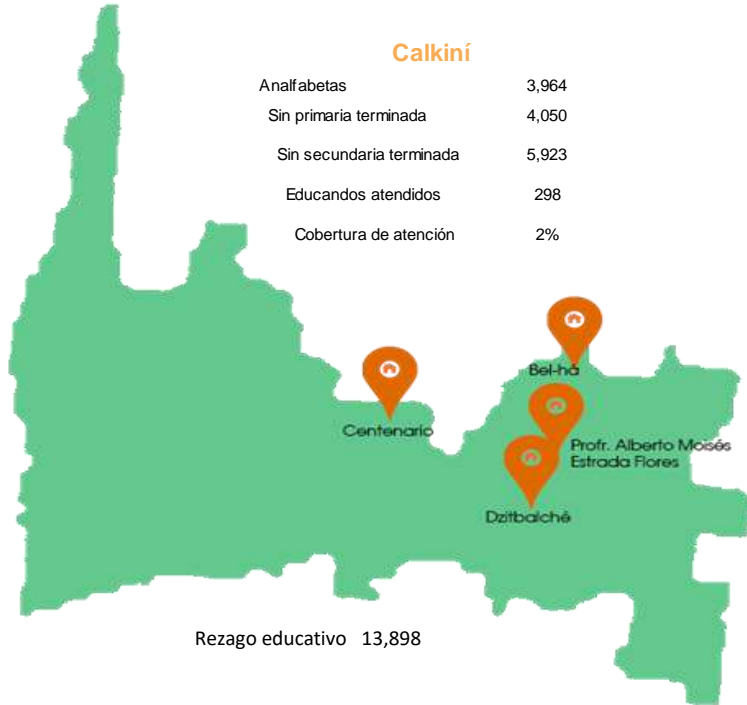 Calkiní
Analfabetas 3,964
Sin primaria terminada 4,050
Sin secundaria terminada 5,923
Educandos atendidos 298
Cobertura de atención 2%
Bel-há
Centenario
Profr. Alberto Moisés
Estrada Flores
Dzitbalché
Rezago educativo 13,898